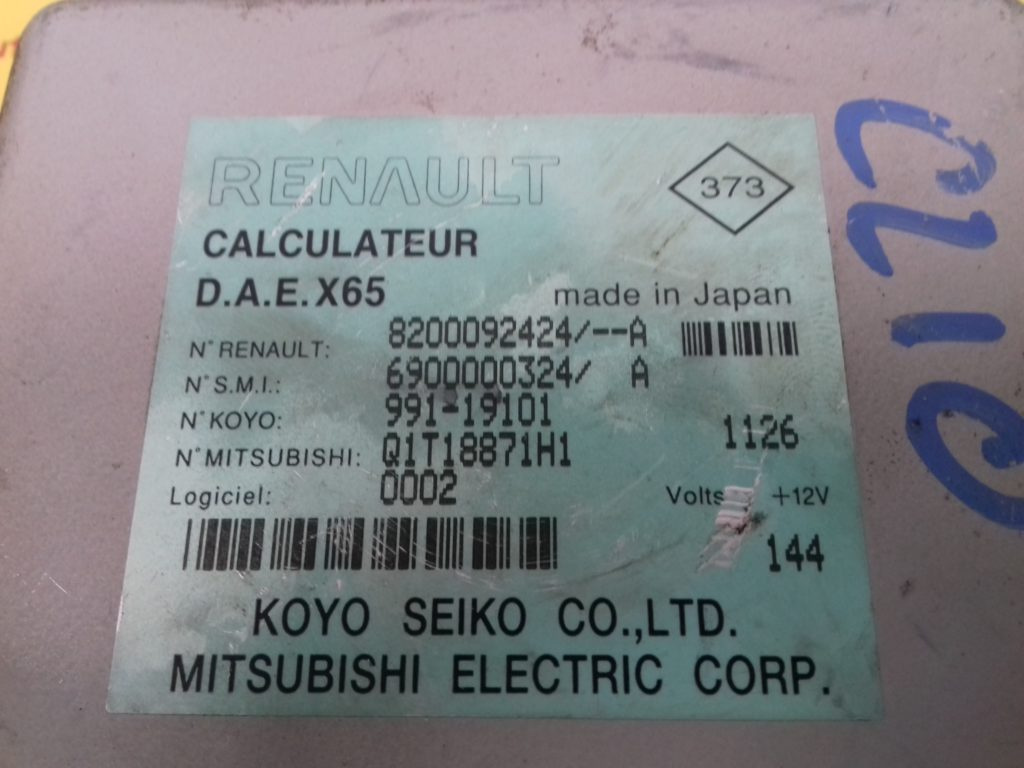 RENAULT
373
CALCULATEUR
D.A.E. X65 made in Japan
N° RENAULT: 8200092424/--A
N° S.M.I.: 6900000324/ A
N° KOYO: 991-19101
1126
N° MITSUBISHI: Q1T18871H1
Logiciel: 0002 Volts +12V
144
KOYO SEIKO CO.,LTD.
MITSUBISHI ELECTRIC CORP.
CLIO